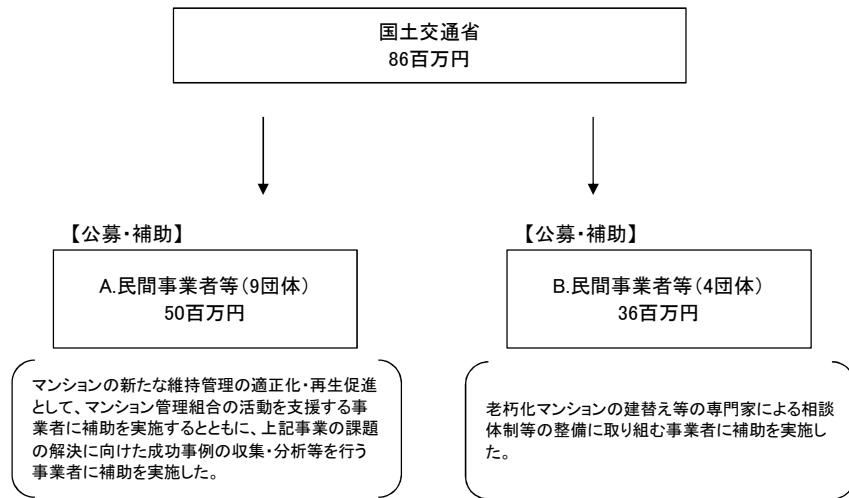 国土交通省
86百万円
【公募・補助】
A.民間事業者等（9団体）
50百万円
マンションの新たな維持管理の適正化・再生促進
として、マンション管理組合の活動を支援する事
業者に補助を実施するとともに、上記事業の課題
の解決に向けた成功事例の収集・分析等を行う
事業者に補助を実施した。
【公募・補助】
B.民間事業者等（4団体）
36百万円
老朽化マンションの建替え等の専門家による相談
体制等の整備に取り組む事業者に補助を実施し
た。